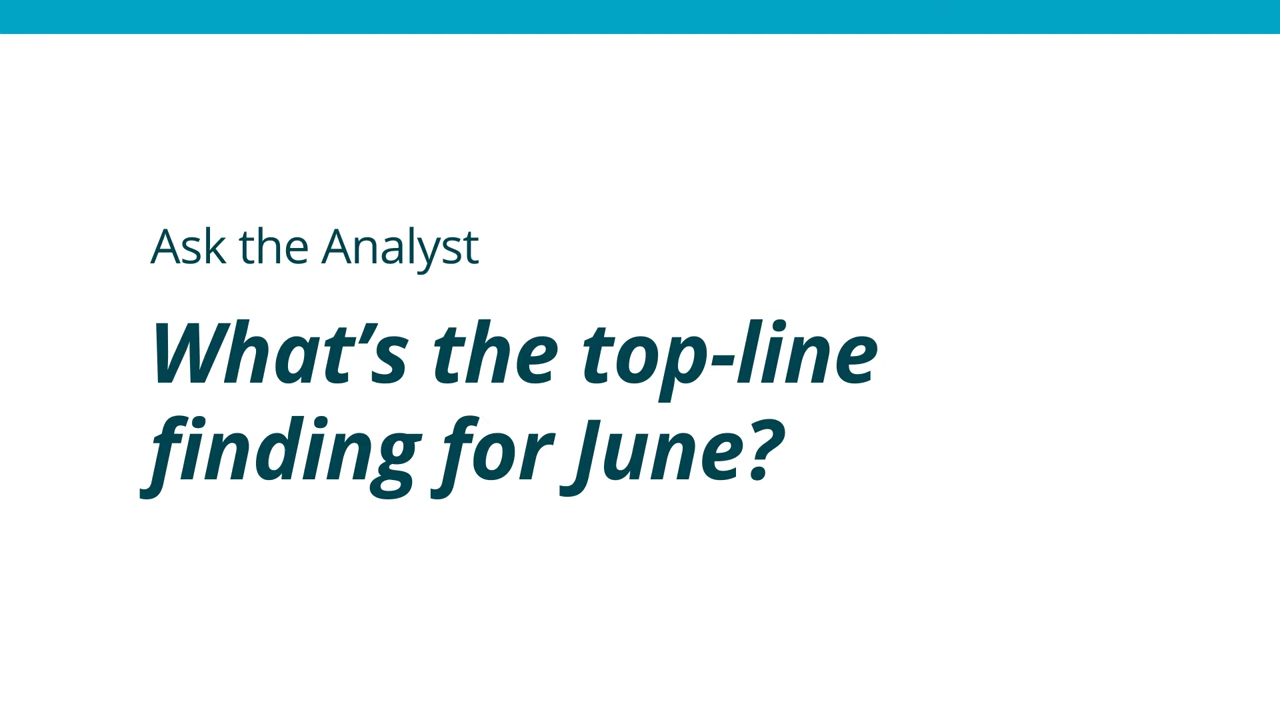 Ask the Analyst
What’s the top-line
finding for June?